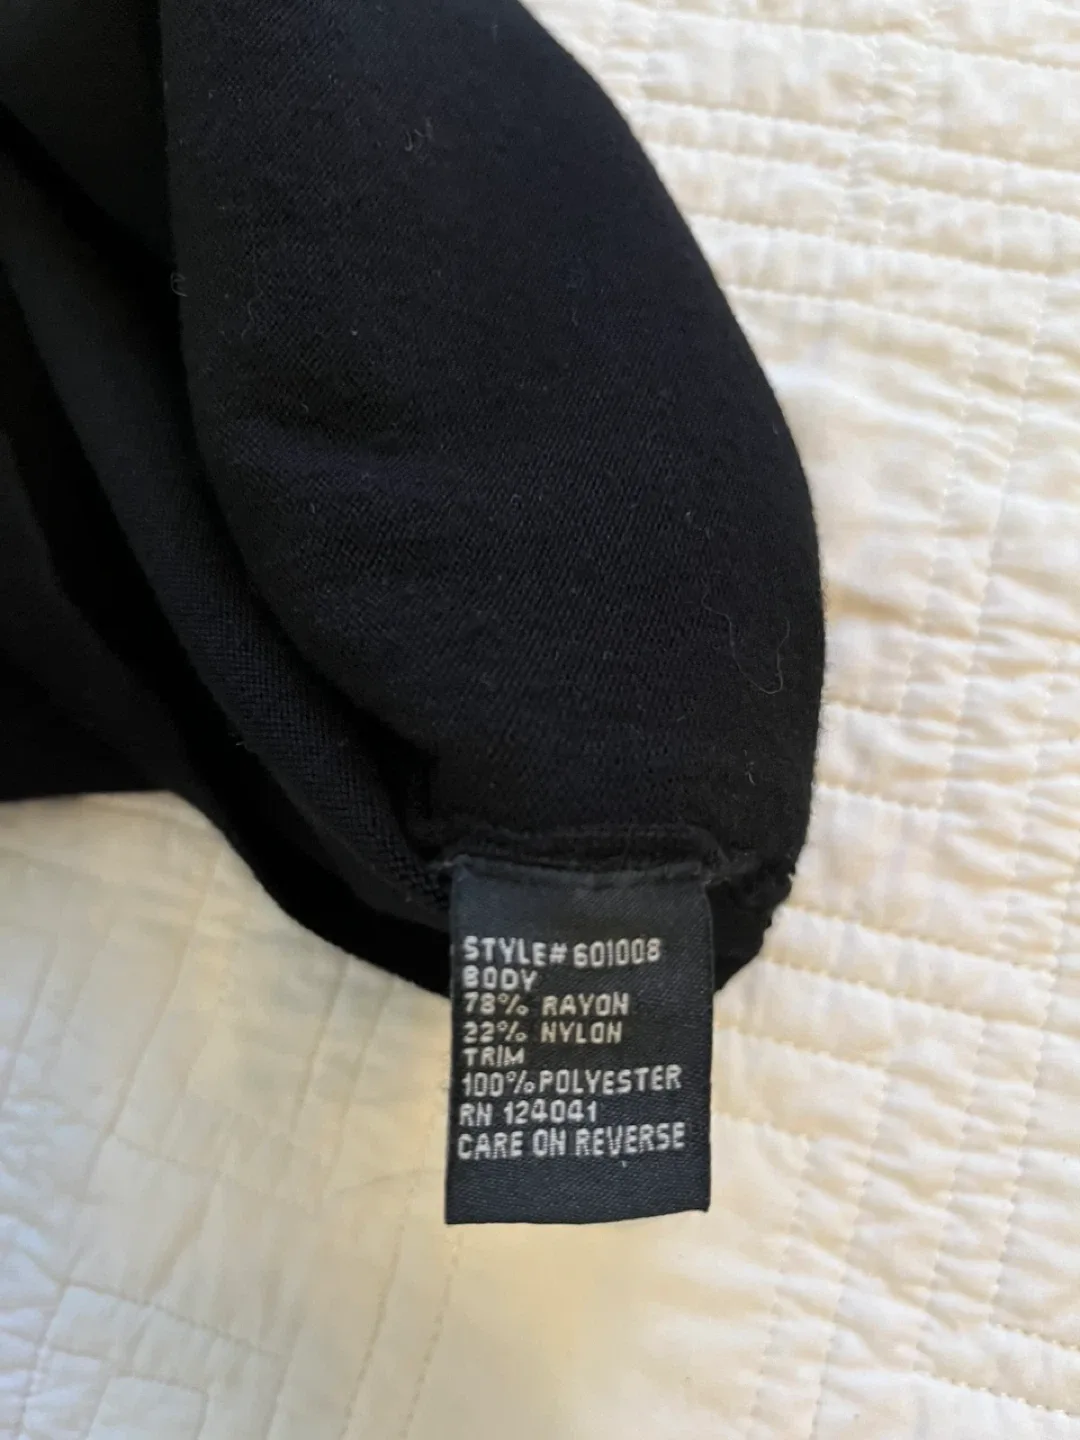 STYLE# 601008
BODY
78% RAYON
22% NYLON
TRIM
100% POLYESTER
RN 124041
CARE ON REVERSE